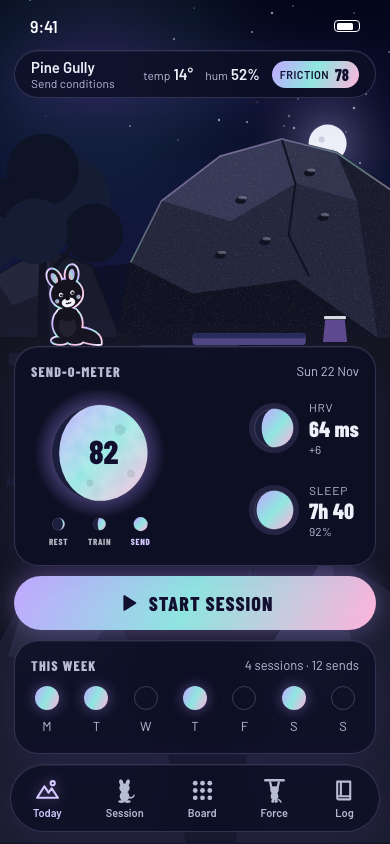 9:41
Pine Gully
Send conditions
temp 14° hum 52% FRICTION 78
SEND-O-METER Sun 22 Nov
82
REST TRAIN SEND
HRV
64 ms
+6
SLEEP
7h 40
92%
START SESSION
THIS WEEK 4 sessions · 12 sends
M T W T F S S
Today Session Board Force Log